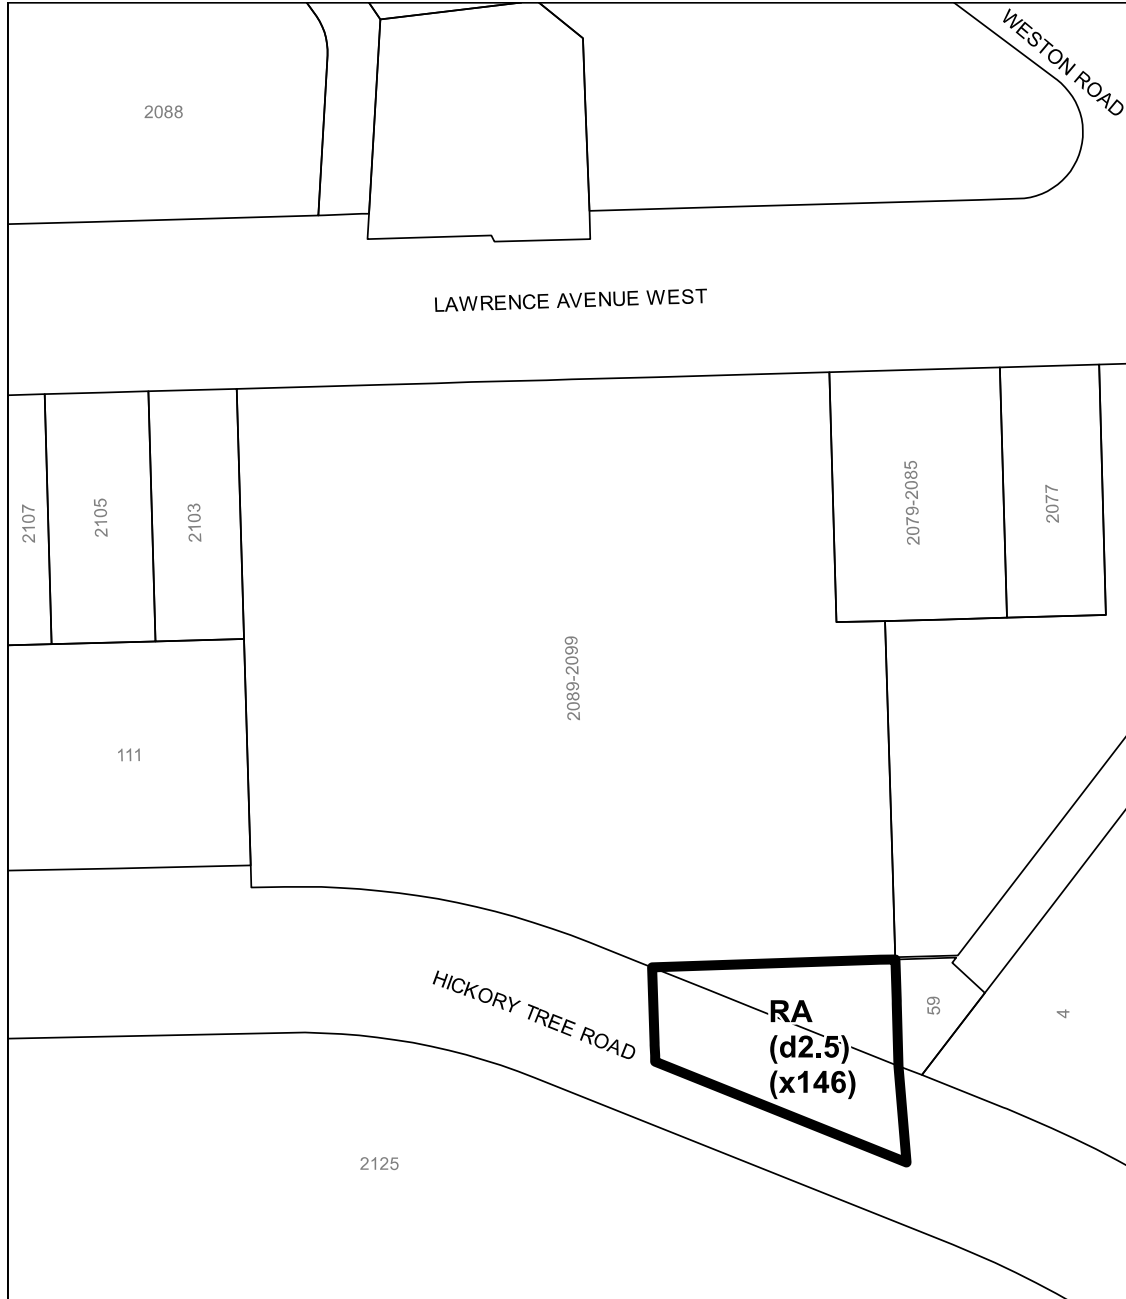 WESTON ROAD
2088
LAWRENCE AVENUE WEST
2107
2105
2103
2079-2085
2077
2089-2099
111
HICKORY TREE ROAD
RA
(d2.5)
(x146)
59
4
2125